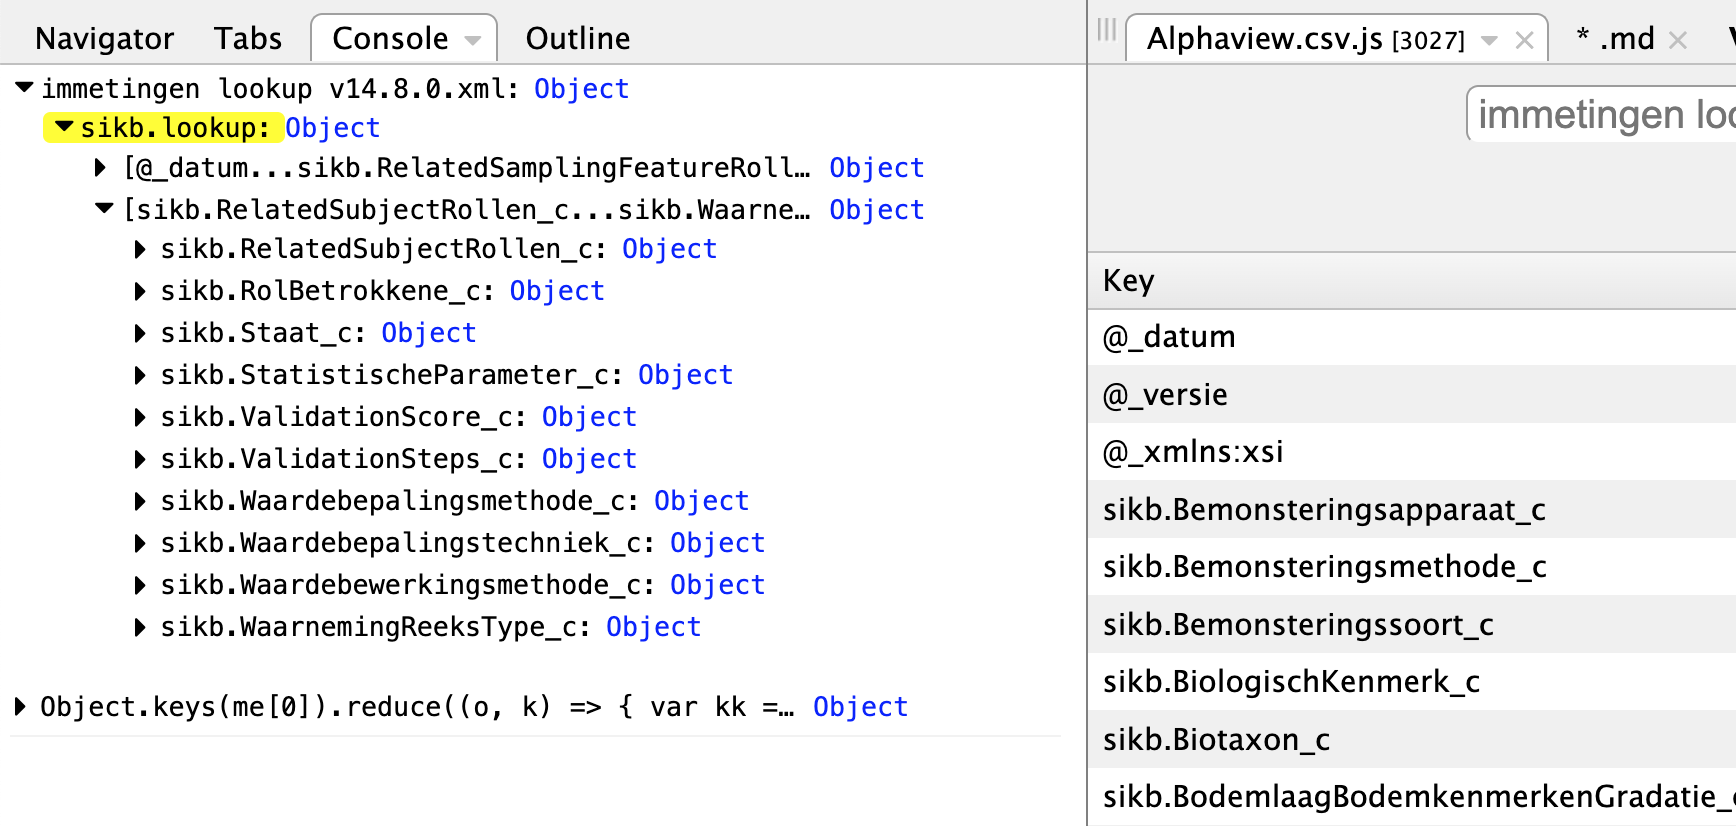 Navigator Tabs Console Outline
immetingen lookup v14.8.0.xml: Object
sikb.lookup: Object
[@_datum...sikb.RelatedSamplingFeatureRoll… Object
[sikb.RelatedSubjectRollen_c...sikb.Waarne… Object
sikb.RelatedSubjectRollen_c: Object
sikb.RolBetrokkene_c: Object
sikb.Staat_c: Object
sikb.StatistischeParameter_c: Object
sikb.ValidationScore_c: Object
sikb.ValidationSteps_c: Object
sikb.Waardebepalingsmethode_c: Object
sikb.Waardebepalingstechniek_c: Object
sikb.Waardebewerkingsmethode_c: Object
sikb.WaarnemingReeksType_c: Object
Object.keys(me[0]).reduce((o, k) => { var kk =… Object
Alphaview.csv.js [3027] * .md
immetingen loo
Key
@_datum
@_versie
@_xmlns:xsi
sikb.Bemonsteringsapparaat_c
sikb.Bemonsteringsmethode_c
sikb.Bemonsteringssoort_c
sikb.BiologischKenmerk_c
sikb.Biotaxon_c
sikb.BodemlaagBodemkenmerkenGradatie_